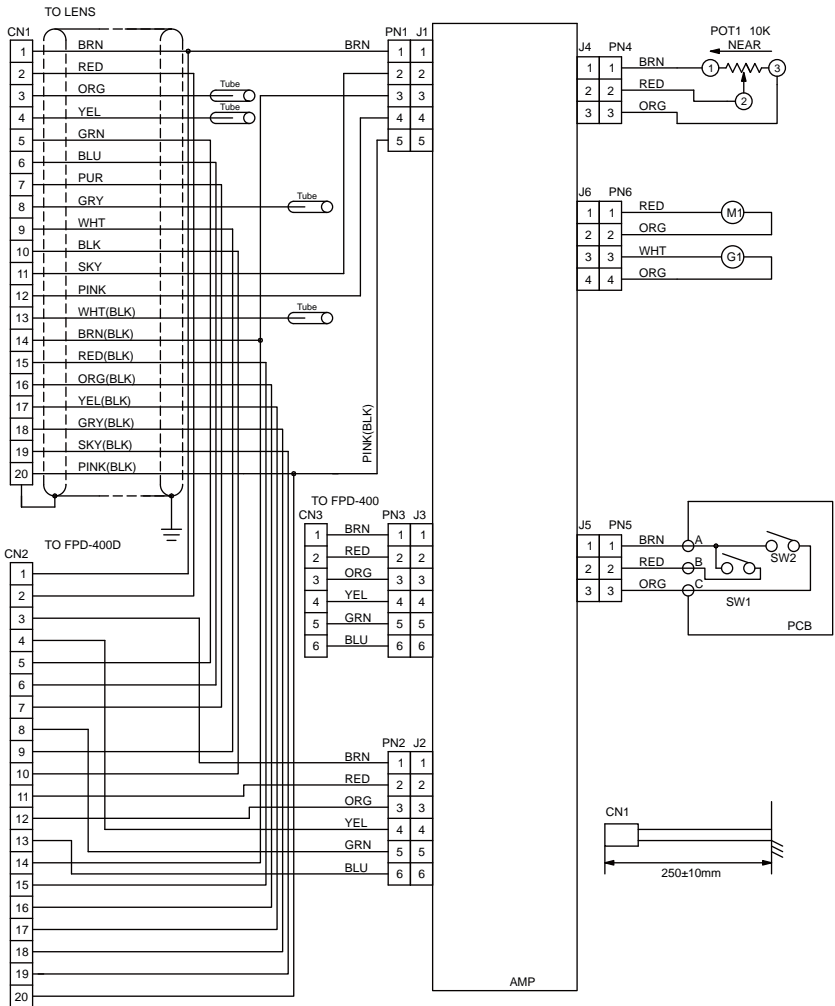 TO LENS
CN1
1 BRN
2 RED
3 ORG Tube
4 YEL Tube
5 GRN
6 BLU
7 PUR
8 GRY Tube
9 WHT
10 BLK
11 SKY
12 PINK
13 WHT(BLK) Tube
14 BRN(BLK)
15 RED(BLK)
16 ORG(BLK)
17 YEL(BLK)
18 GRY(BLK)
19 SKY(BLK)
20 PINK(BLK)
PN1 J1
BRN 1 1
2 2
3 3
4 4
5 5
PINK(BLK)
TO FPD-400
CN3 PN3 J3
1 BRN 1 1
2 RED 2 2
3 ORG 3 3
4 YEL 4 4
5 GRN 5 5
6 BLU 6 6
TO FPD-400D
CN2
1
2
3
4
5
6
7
8
9
10
11
12
13
14
15
16
17
18
19
20
PN2 J2
BRN 1 1
RED 2 2
ORG 3 3
YEL 4 4
GRN 5 5
BLU 6 6
AMP
J4 PN4
1 1 BRN
2 2 RED
3 3 ORG
POT1 10K
NEAR
1 3
2
J6 PN6
1 1 RED M1
2 2 ORG
3 3 WHT G1
4 4 ORG
J5 PN5
1 1 BRN A
2 2 RED B
3 3 ORG C
SW2
SW1
PCB
CN1
250±10mm